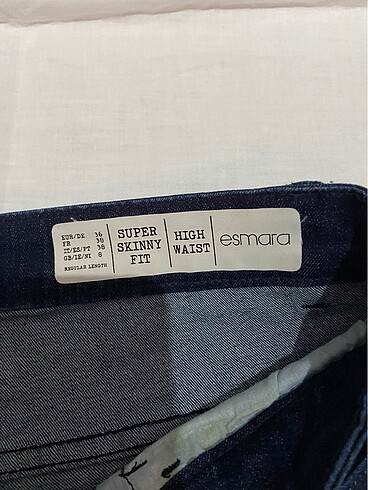 EUR/DE 36
FR 38
IT/ES/PT 38
GB/IE/NI 8
REGULAR LENGTH
SUPER
SKINNY
FIT
HIGH
WAIST
esmara